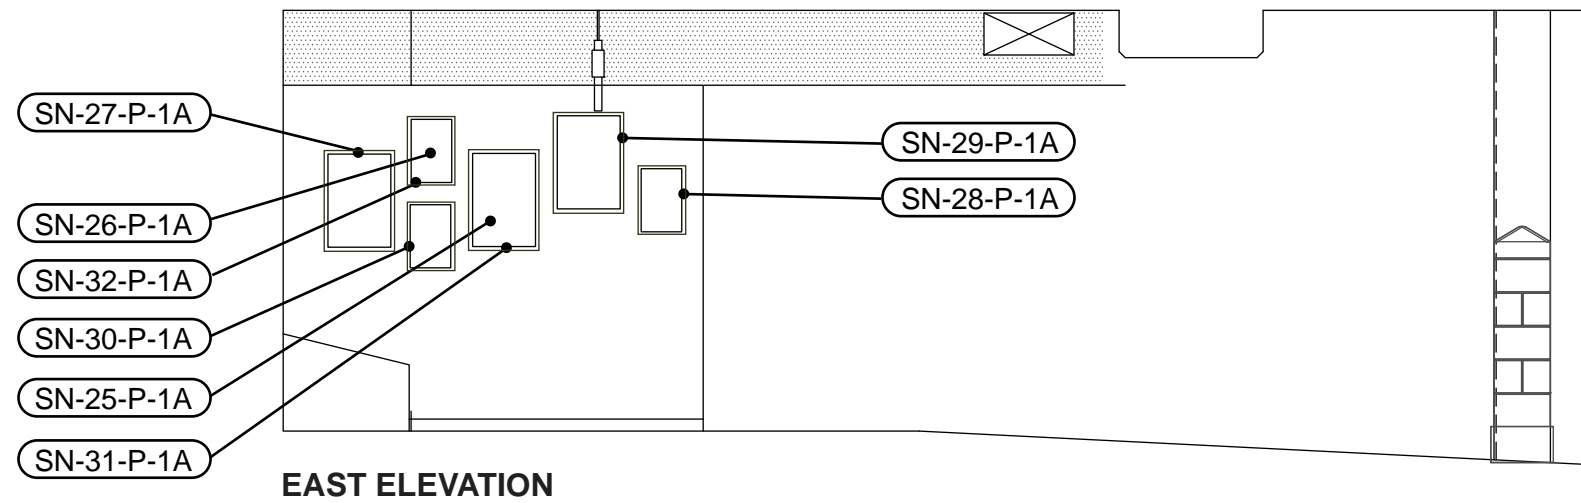 SN-27-P-1A
SN-26-P-1A
SN-32-P-1A
SN-30-P-1A
SN-25-P-1A
SN-31-P-1A
SN-29-P-1A
SN-28-P-1A
EAST ELEVATION